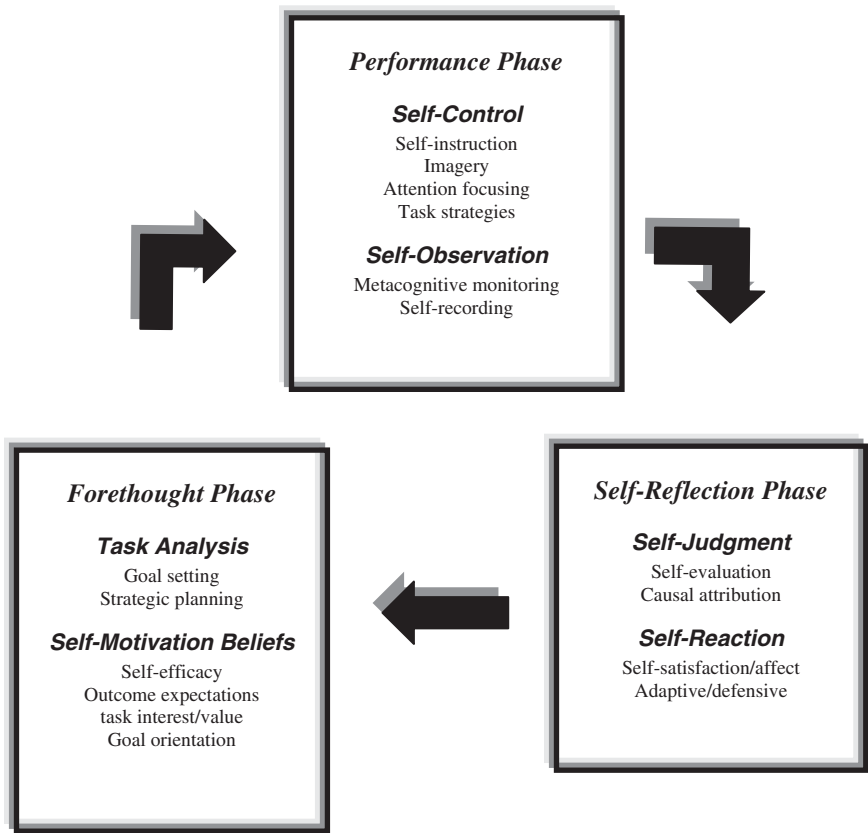 Performance Phase
Self-Control
Self-instruction
Imagery
Attention focusing
Task strategies
Self-Observation
Metacognitive monitoring
Self-recording
Forethought Phase
Task Analysis
Goal setting
Strategic planning
Self-Motivation Beliefs
Self-efficacy
Outcome expectations
task interest/value
Goal orientation
Self-Reflection Phase
Self-Judgment
Self-evaluation
Causal attribution
Self-Reaction
Self-satisfaction/affect
Adaptive/defensive